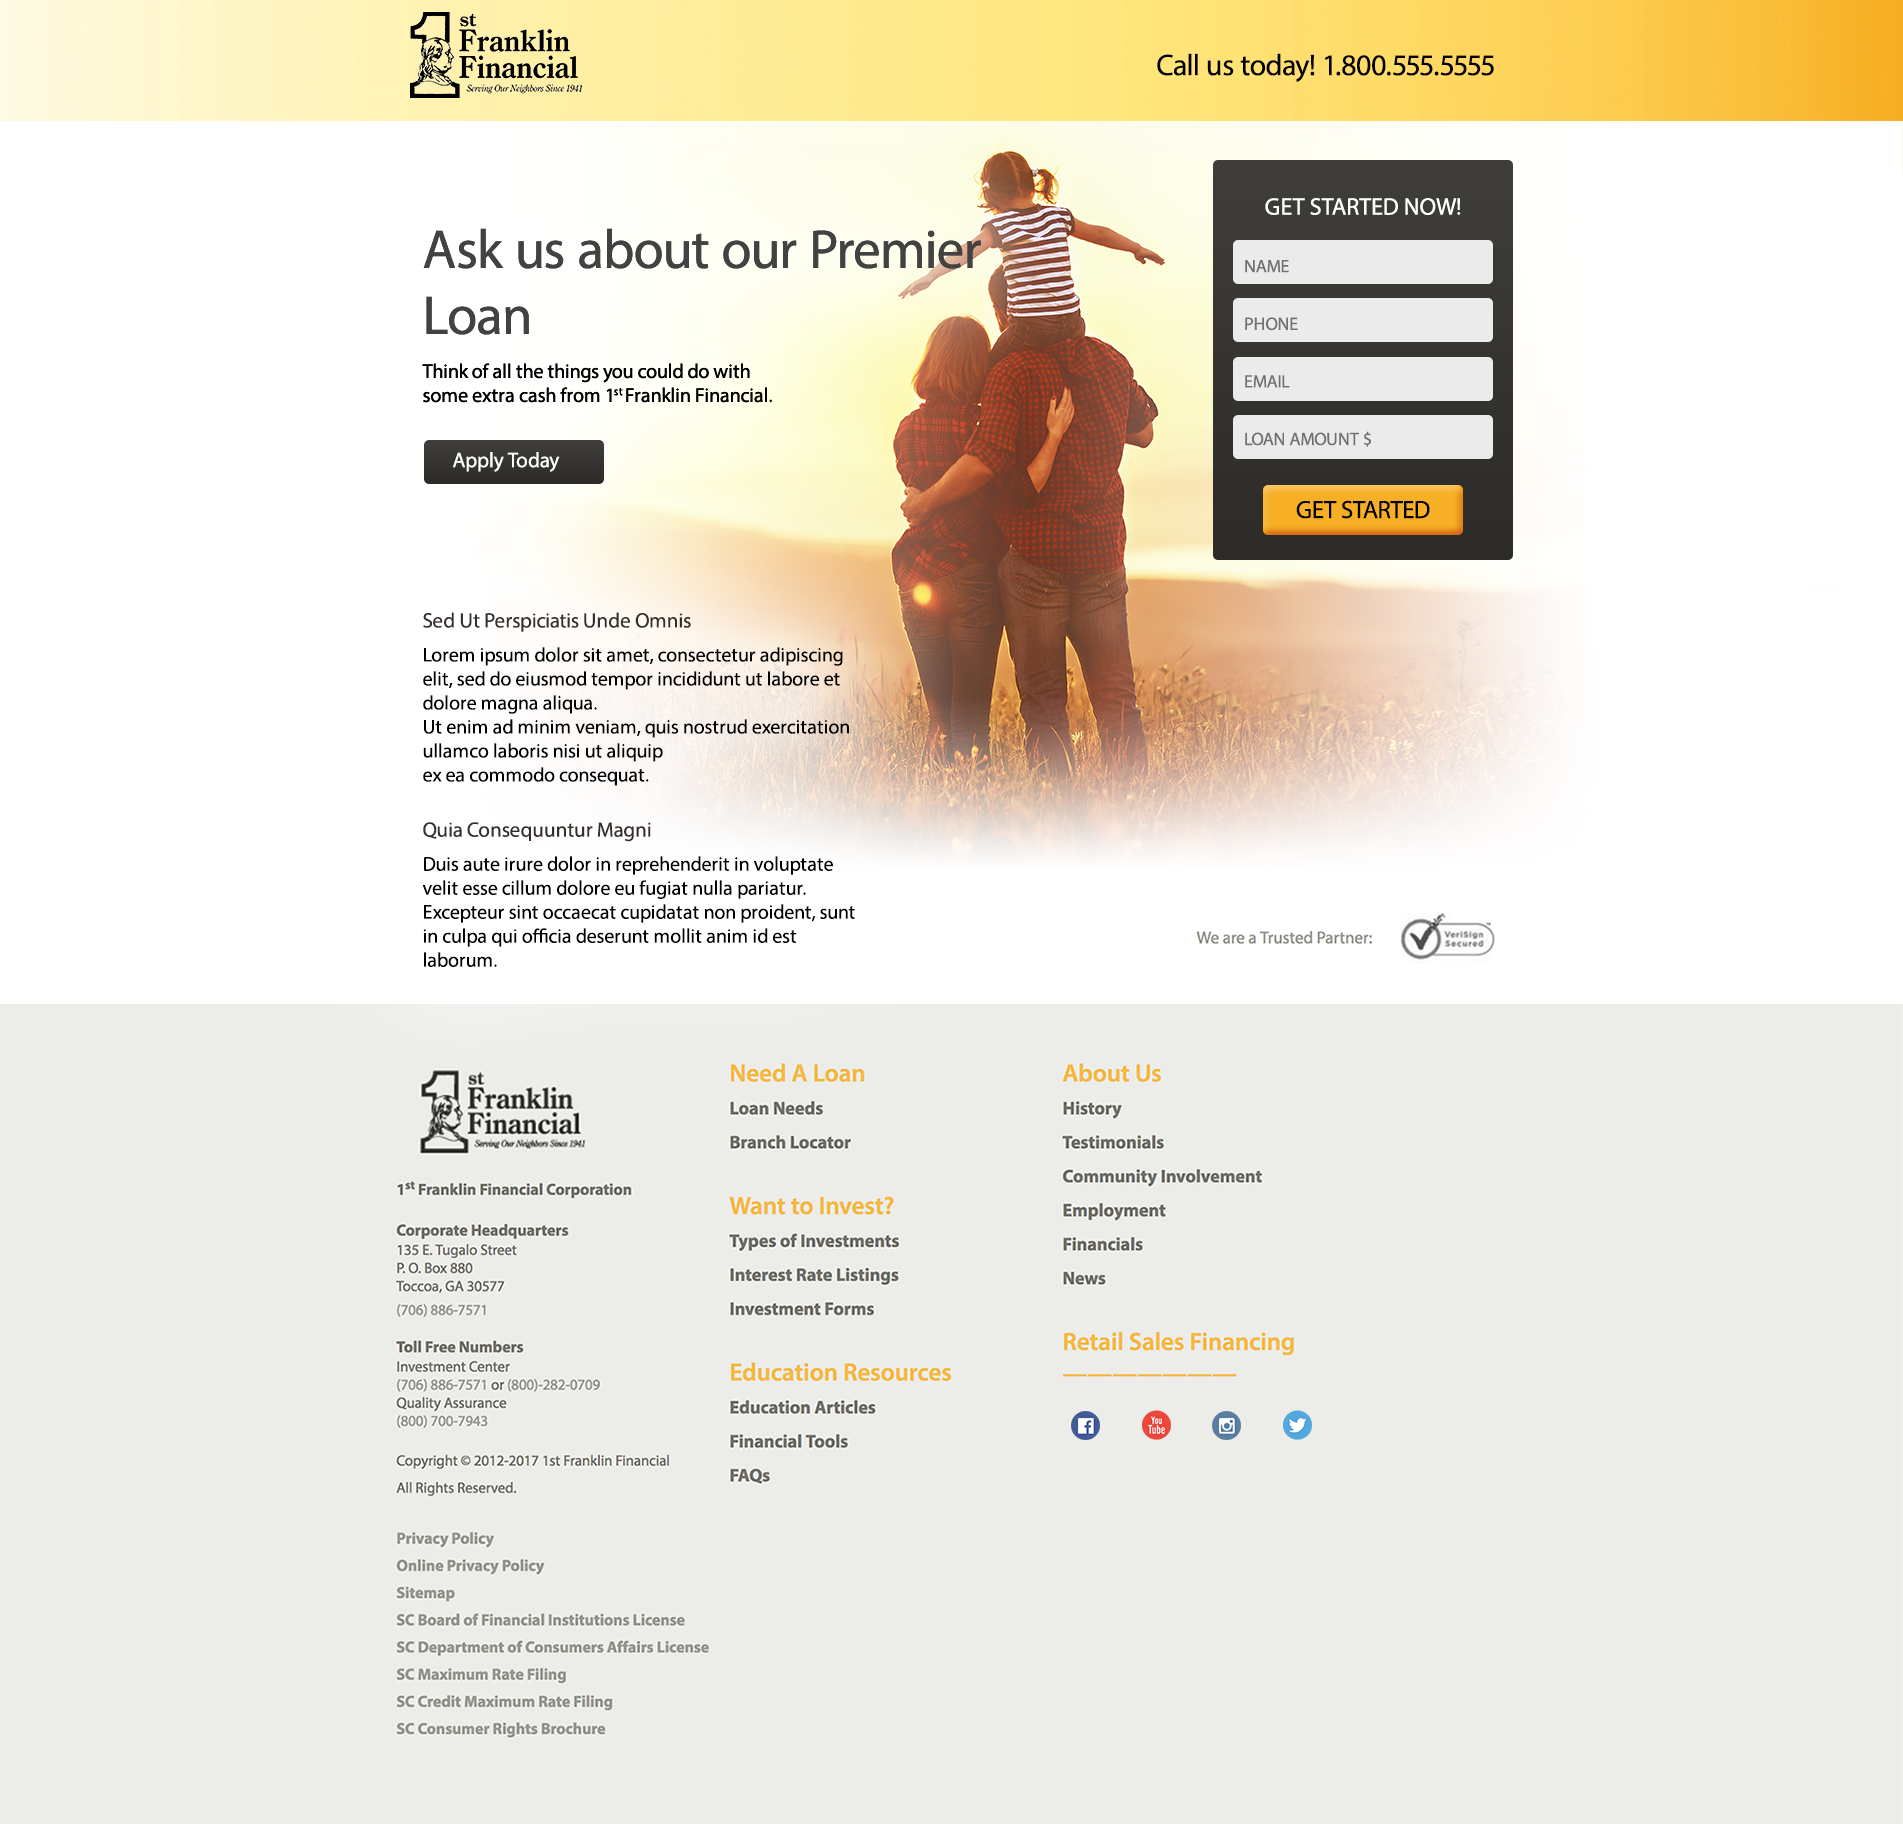 1st
Franklin
Financial
Serving Our Neighbors Since 1941
Call us today! 1.800.555.5555
Ask us about our Premier
Loan
Think of all the things you could do with
some extra cash from 1st Franklin Financial.
Apply Today
GET STARTED NOW!
NAME
PHONE
EMAIL
LOAN AMOUNT $
GET STARTED
Sed Ut Perspiciatis Unde Omnis
Lorem ipsum dolor sit amet, consectetur adipiscing
elit, sed do eiusmod tempor incididunt ut labore et
dolore magna aliqua.
Ut enim ad minim veniam, quis nostrud exercitation
ullamco laboris nisi ut aliquip
ex ea commodo consequat.
Quia Consequuntur Magni
Duis aute irure dolor in reprehenderit in voluptate
velit esse cillum dolore eu fugiat nulla pariatur.
Excepteur sint occaecat cupidatat non proident, sunt
in culpa qui officia deserunt mollit anim id est
laborum.
We are a Trusted Partner:
VeriSign
Secured
1st
Franklin
Financial
Serving Our Neighbors Since 1941
1st Franklin Financial Corporation
Corporate Headquarters
135 E. Tugalo Street
P. O. Box 880
Toccoa, GA 30577
(706) 886-7571
Toll Free Numbers
Investment Center
(706) 886-7571 or (800)-282-0709
Quality Assurance
(800) 700-7943
Copyright © 2012-2017 1st Franklin Financial
All Rights Reserved.
Privacy Policy
Online Privacy Policy
Sitemap
SC Board of Financial Institutions License
SC Department of Consumers Affairs License
SC Maximum Rate Filing
SC Credit Maximum Rate Filing
SC Consumer Rights Brochure
Need A Loan
Loan Needs
Branch Locator
Want to Invest?
Types of Investments
Interest Rate Listings
Investment Forms
Education Resources
Education Articles
Financial Tools
FAQs
About Us
History
Testimonials
Community Involvement
Employment
Financials
News
Retail Sales Financing
You
Tube